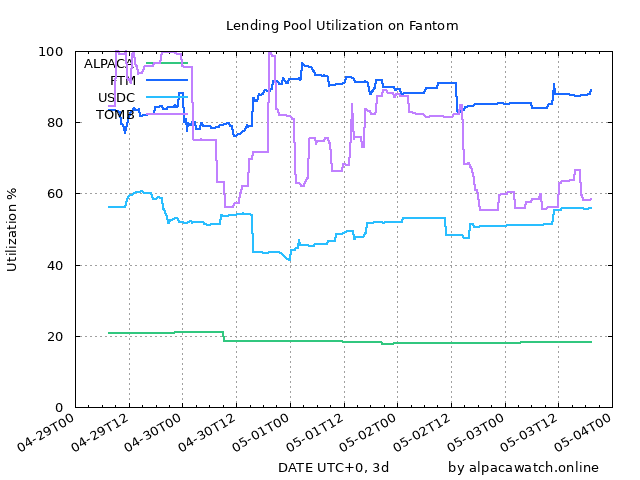 Lending Pool Utilization on Fantom
100
80
60
40
20
0
Utilization %
ALPACA
FTM
USDC
TOMB
04-29T00
04-29T12
04-30T00
04-30T12
05-01T00
05-01T12
05-02T00
05-02T12
05-03T00
05-03T12
05-04T00
DATE UTC+0, 3d
by alpacawatch.online